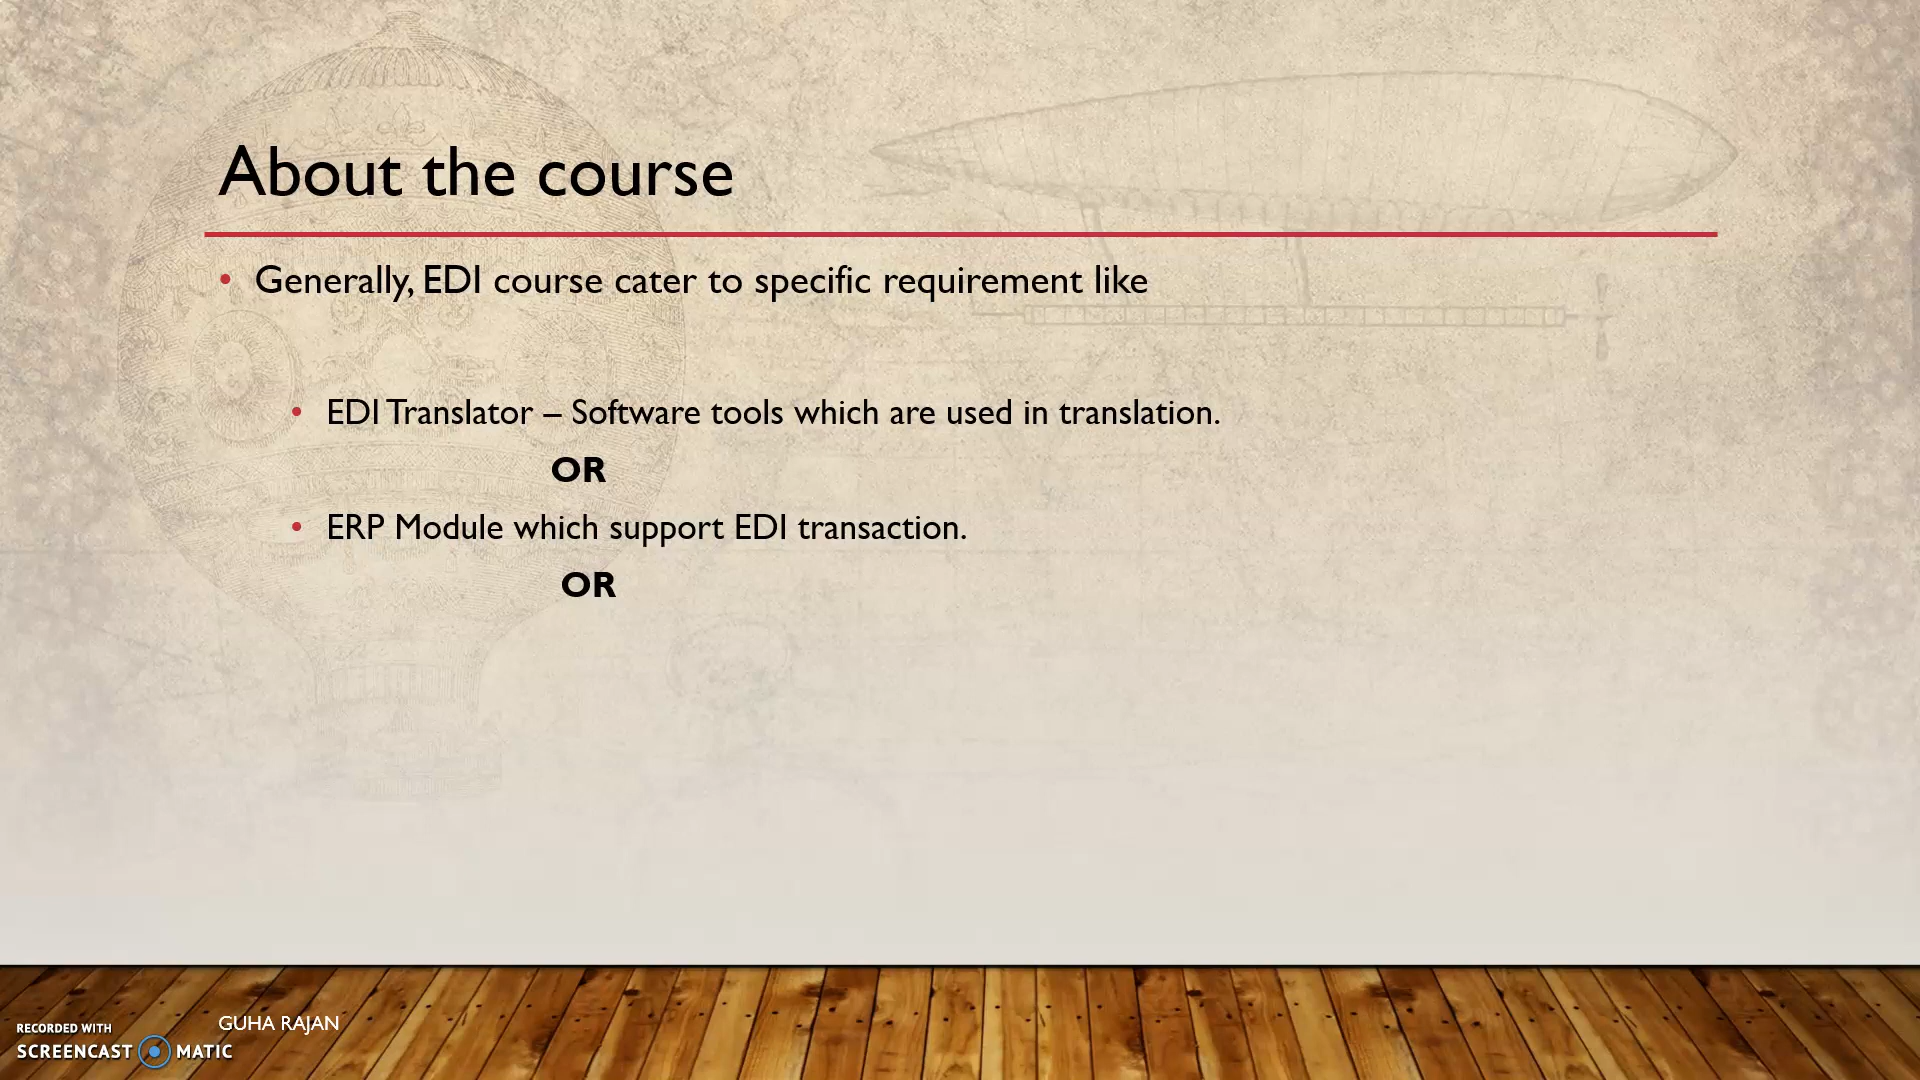 About the course
• Generally, EDI course cater to specific requirement like
• EDI Translator – Software tools which are used in translation.
OR
• ERP Module which support EDI transaction.
OR
GUHA RAJAN
RECORDED WITH
SCREENCAST MATIC